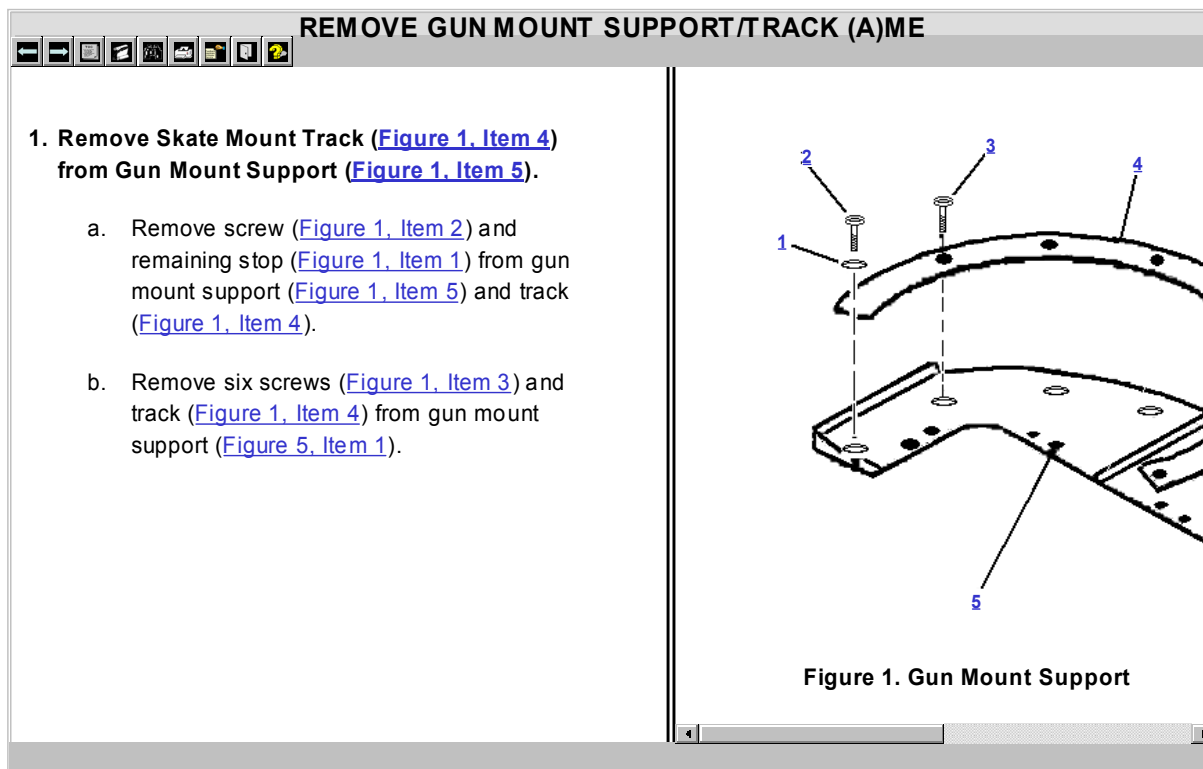 REMOVE GUN MOUNT SUPPORT/TRACK (A)ME
1. Remove Skate Mount Track (Figure 1, Item 4)
from Gun Mount Support (Figure 1, Item 5).
a. Remove screw (Figure 1, Item 2) and
remaining stop (Figure 1, Item 1) from gun
mount support (Figure 1, Item 5) and track
(Figure 1, Item 4).
b. Remove six screws (Figure 1, Item 3) and
track (Figure 1, Item 4) from gun mount
support (Figure 5, Item 1).
2
3
4
1
5
Figure 1. Gun Mount Support